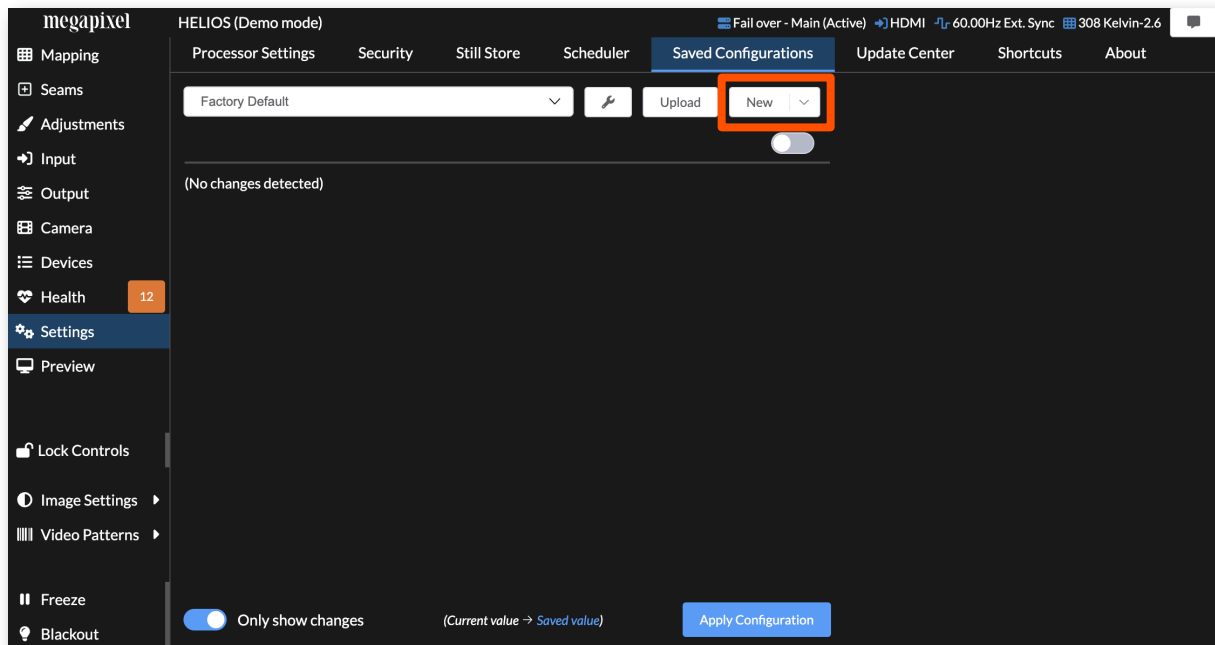 megapixel
HELIOS (Demo mode)
Fail over - Main (Active) HDMI 60.00Hz Ext. Sync 308 Kelvin-2.6
Processor Settings Security Still Store Scheduler Saved Configurations Update Center Shortcuts About
Mapping
Seams
Adjustments
Input
Output
Camera
Devices
Health 12
Settings
Preview
Lock Controls
Image Settings
Video Patterns
Freeze
Blackout
Factory Default Upload New
(No changes detected)
Only show changes (Current value → Saved value) Apply Configuration